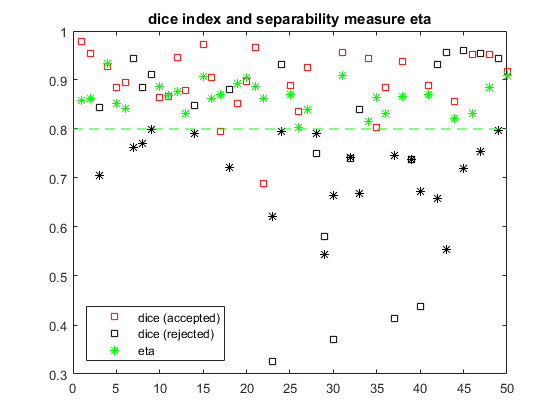 dice index and separability measure eta
1
0.9
0.8
0.7
0.6
0.5
0.4
0.3
dice (accepted)
dice (rejected)
eta
0 5 10 15 20 25 30 35 40 45 50